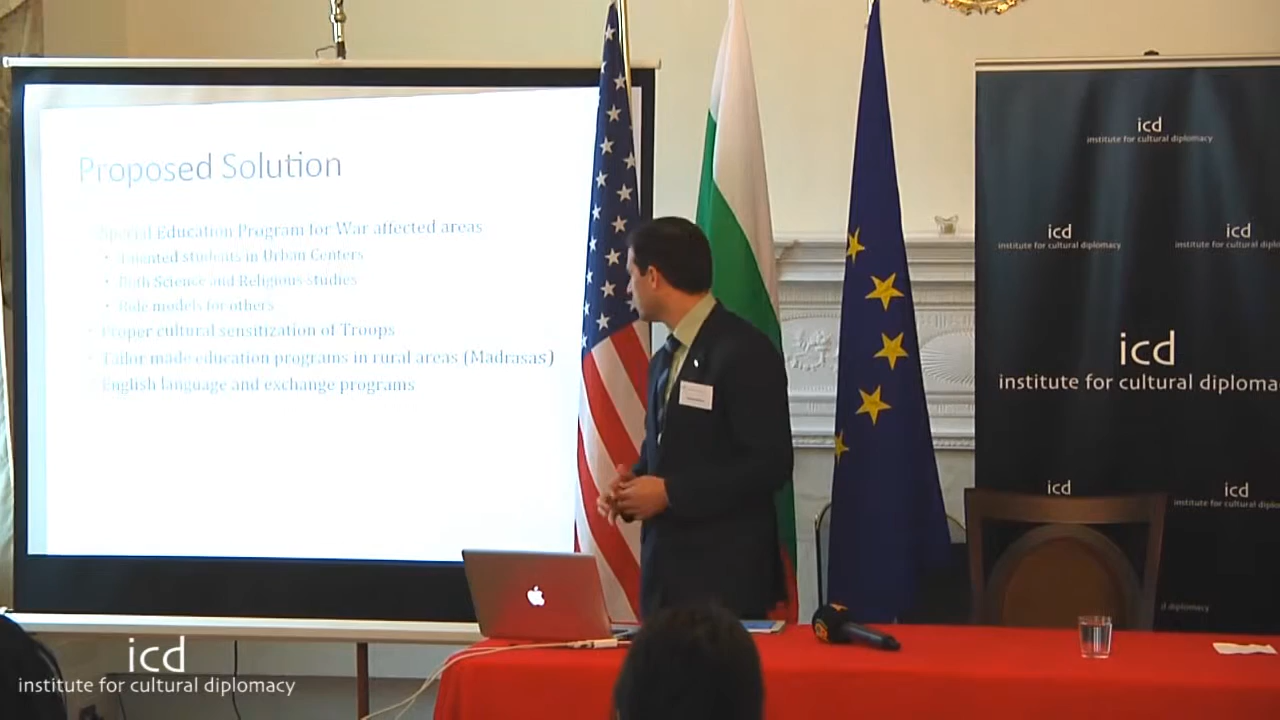 Proposed Solution
Special Education Program for War affected areas
• Talented students in Urban Centers
• Both Science and Religious studies
• Role models for others
• Proper cultural sensitization of Troops
• Tailor made education programs in rural areas (Madrasas)
• English language and exchange programs
icd
institute for cultural diplomacy
icd
institute for cultural diplomacy
icd
institute for cultural diplo
icd
institute for cultural diploma
icd
icd
institute for cultural diplo
d diplomacy
icd
institute for cultural diplomacy